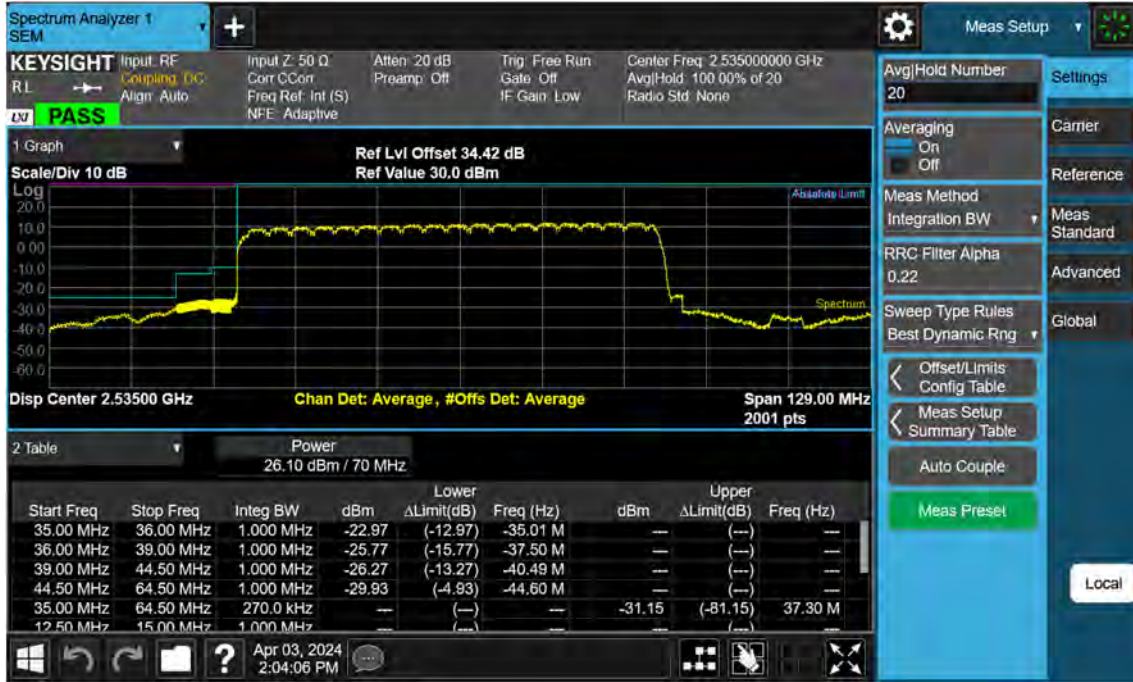 Spectrum Analyzer 1
SEM
+
Meas Setup
KEYSIGHT
R L
LXI PASS
Input: RF
Coupling: DC
Align: Auto
Input Z: 50 Ω
Corr CCorr
Freq Ref: Int (S)
NFE: Adaptive
Atten: 20 dB
Preamp: Off
Trig: Free Run
Gate: Off
IF Gain: Low
Center Freq: 2.535000000 GHz
Avg|Hold: 100.00% of 20
Radio Std: None
1 Graph
Scale/Div 10 dB
Ref Lvl Offset 34.42 dB
Ref Value 30.0 dBm
Log
Absolute Limit
20.0
10.0
0.00
-10.0
-20.0
-30.0
-40.0
-50.0
-60.0
Spectrum
Disp Center 2.53500 GHz
Chan Det: Average, #Offs Det: Average
Span 129.00 MHz
2001 pts
2 Table
Power
26.10 dBm / 70 MHz
Lower Upper
Start Freq Stop Freq Integ BW dBm ΔLimit(dB) Freq (Hz) dBm ΔLimit(dB) Freq (Hz)
35.00 MHz 36.00 MHz 1.000 MHz -22.97 (-12.97) -35.01 M --- (---) ---
36.00 MHz 39.00 MHz 1.000 MHz -25.77 (-15.77) -37.50 M --- (---) ---
39.00 MHz 44.50 MHz 1.000 MHz -26.27 (-13.27) -40.49 M --- (---) ---
44.50 MHz 64.50 MHz 1.000 MHz -29.93 (-4.93) -44.60 M --- (---) ---
35.00 MHz 64.50 MHz 270.0 kHz --- (---) --- -31.15 (-81.15) 37.30 M
12.50 MHz 15.00 MHz 1.000 MHz --- (---) --- --- (---) ---
?
Apr 03, 2024
2:04:06 PM
Avg|Hold Number
20
Averaging
On
Off
Meas Method
Integration BW
RRC Filter Alpha
0.22
Sweep Type Rules
Best Dynamic Rng
Offset/Limits
Config Table
Meas Setup
Summary Table
Auto Couple
Meas Preset
Settings
Carrier
Reference
Meas
Standard
Advanced
Global
Local